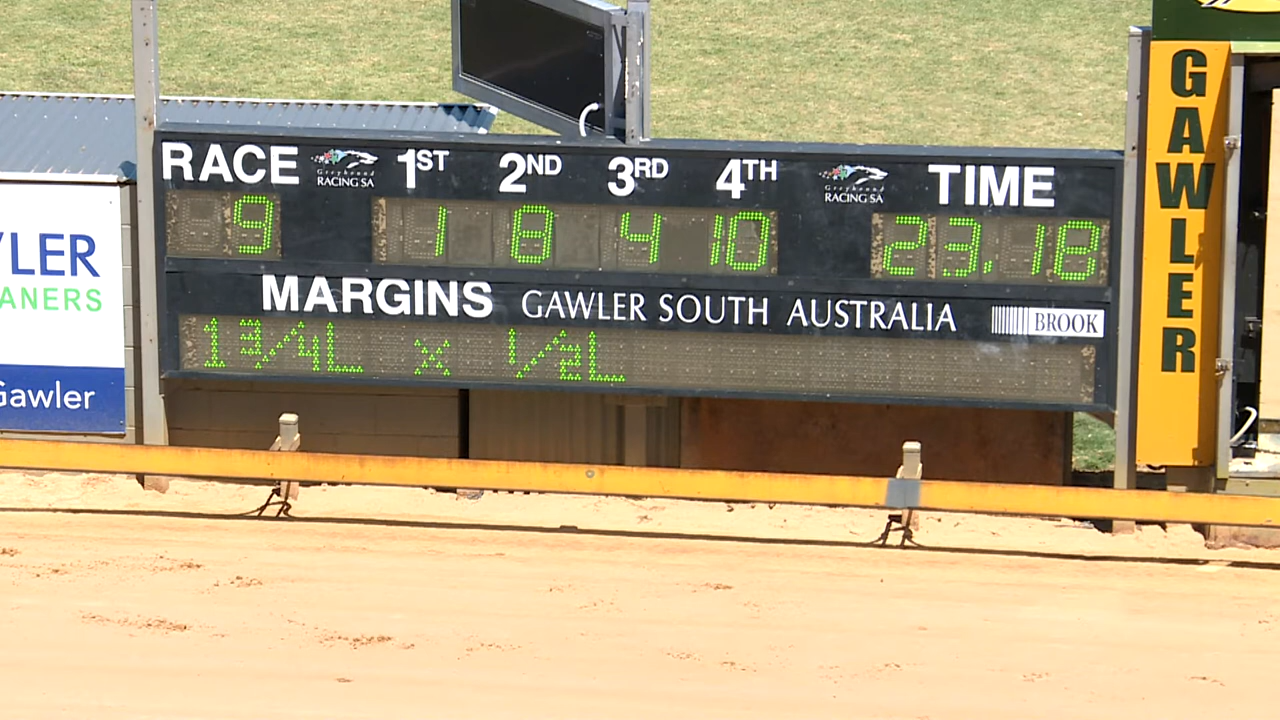 RACE Greyhound RACING SA 1ST 2ND 3RD 4TH Greyhound RACING SA TIME
9 1 8 4 10 23.18
MARGINS GAWLER SOUTH AUSTRALIA BROOK
1 3/4L x 1/2L
GAWLER
LER
ANERS
Gawler